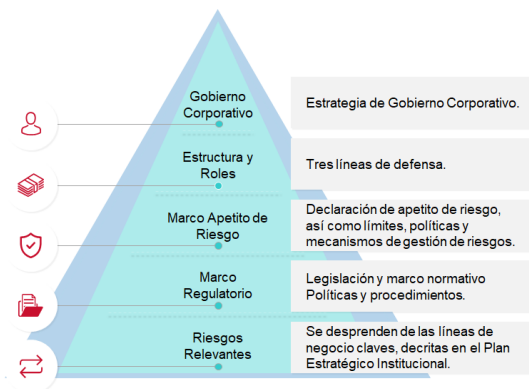 Gobierno
Corporativo
Estrategia de Gobierno Corporativo.
Estructura y
Roles
Tres líneas de defensa.
Marco Apetito de
Riesgo
Declaración de apetito de riesgo,
así como límites, políticas y
mecanismos de gestión de riesgos.
Marco
Regulatorio
Legislación y marco normativo
Políticas y procedimientos.
Riesgos
Relevantes
Se desprenden de las líneas de
negocio claves, decritas en el Plan
Estratégico Institucional.